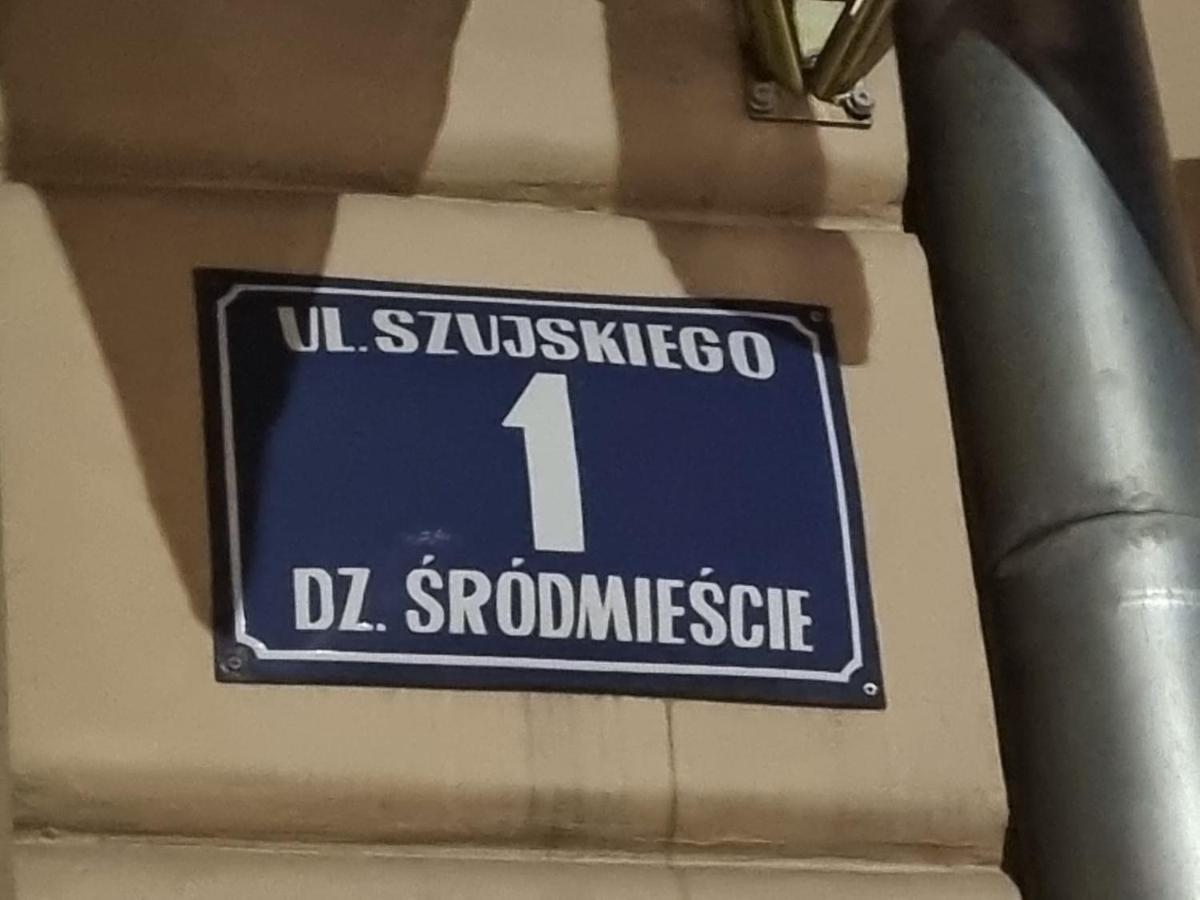 UL.SZUJSKIEGO
1
DZ. ŚRÓDMIEŚCIE